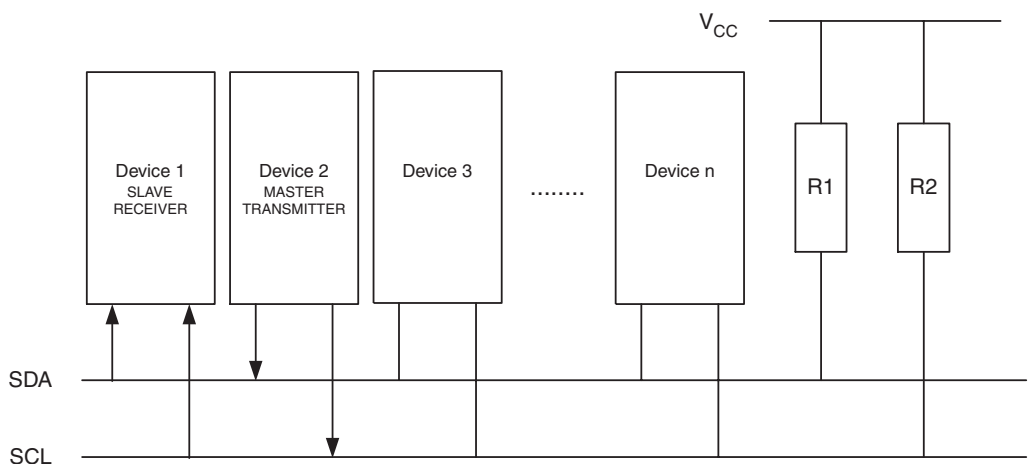 V_CC
Device 1
SLAVE
RECEIVER
Device 2
MASTER
TRANSMITTER
Device 3
........
Device n
R1
R2
SDA
SCL